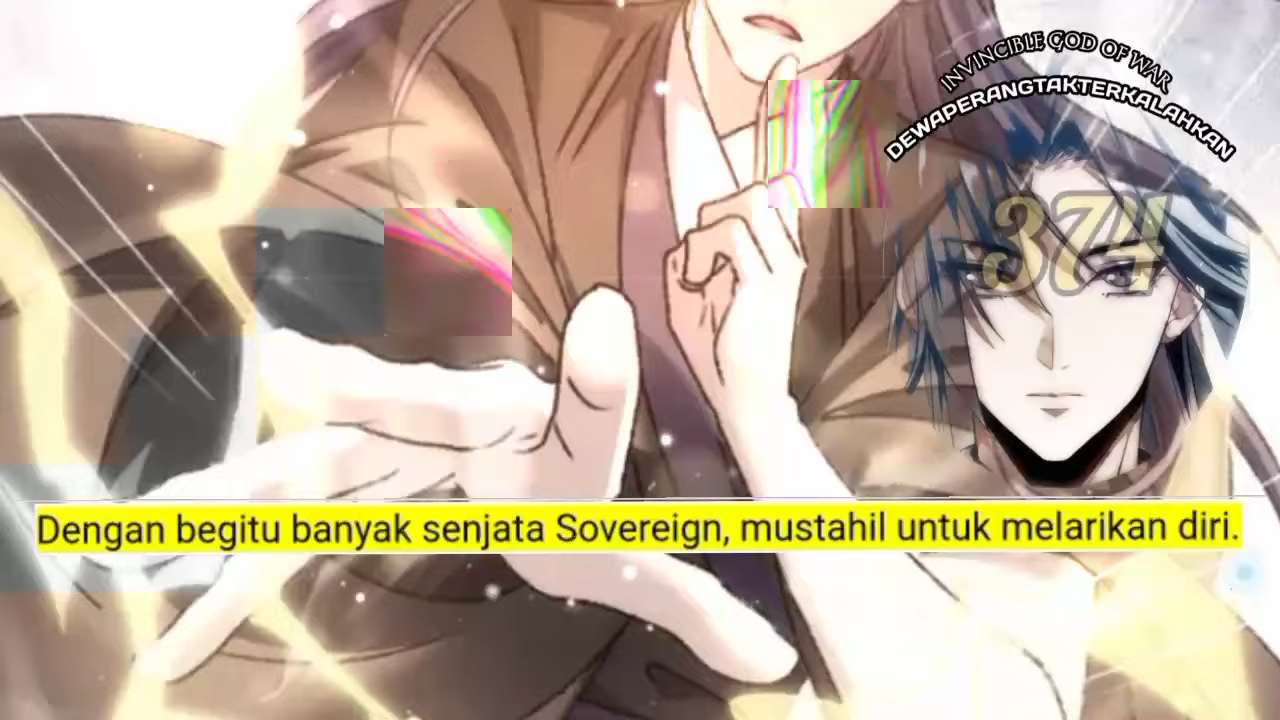 INVINCIBLE GOD OF WAR
DEWAPERANGTAKTERKALAHKAN
374
Dengan begitu banyak senjata Sovereign, mustahil untuk melarikan diri.